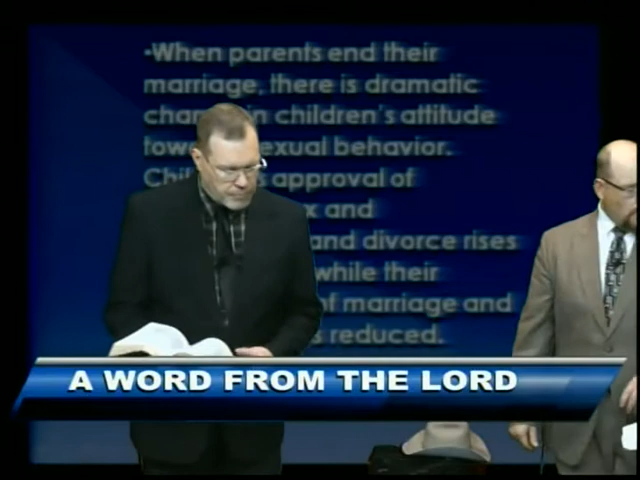 •When parents end their
marriage, there is dramatic
chan in children's attitude
tow exual behavior.
Chil s approval of
x and
and divorce rises
while their
of marriage and
s reduced.
A WORD FROM THE LORD